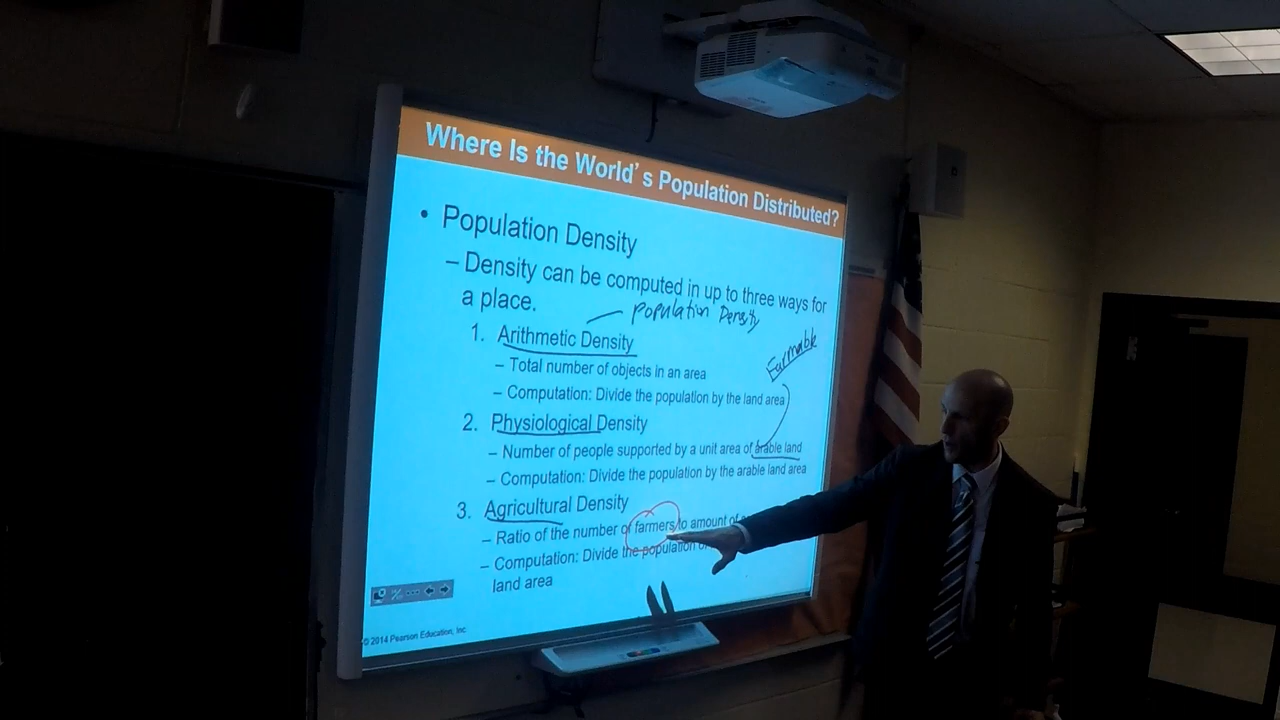 Where Is the World's Population Distributed?
• Population Density
– Density can be computed in up to three ways for
a place.
Population Density
1. Arithmetic Density
Farmable
– Total number of objects in an area
– Computation: Divide the population by the land area
2. Physiological Density
– Number of people supported by a unit area of arable land
– Computation: Divide the population by the arable land area
3. Agricultural Density
– Ratio of the number of farmers to amount of
– Computation: Divide the population
land area
© 2014 Pearson Education, Inc.